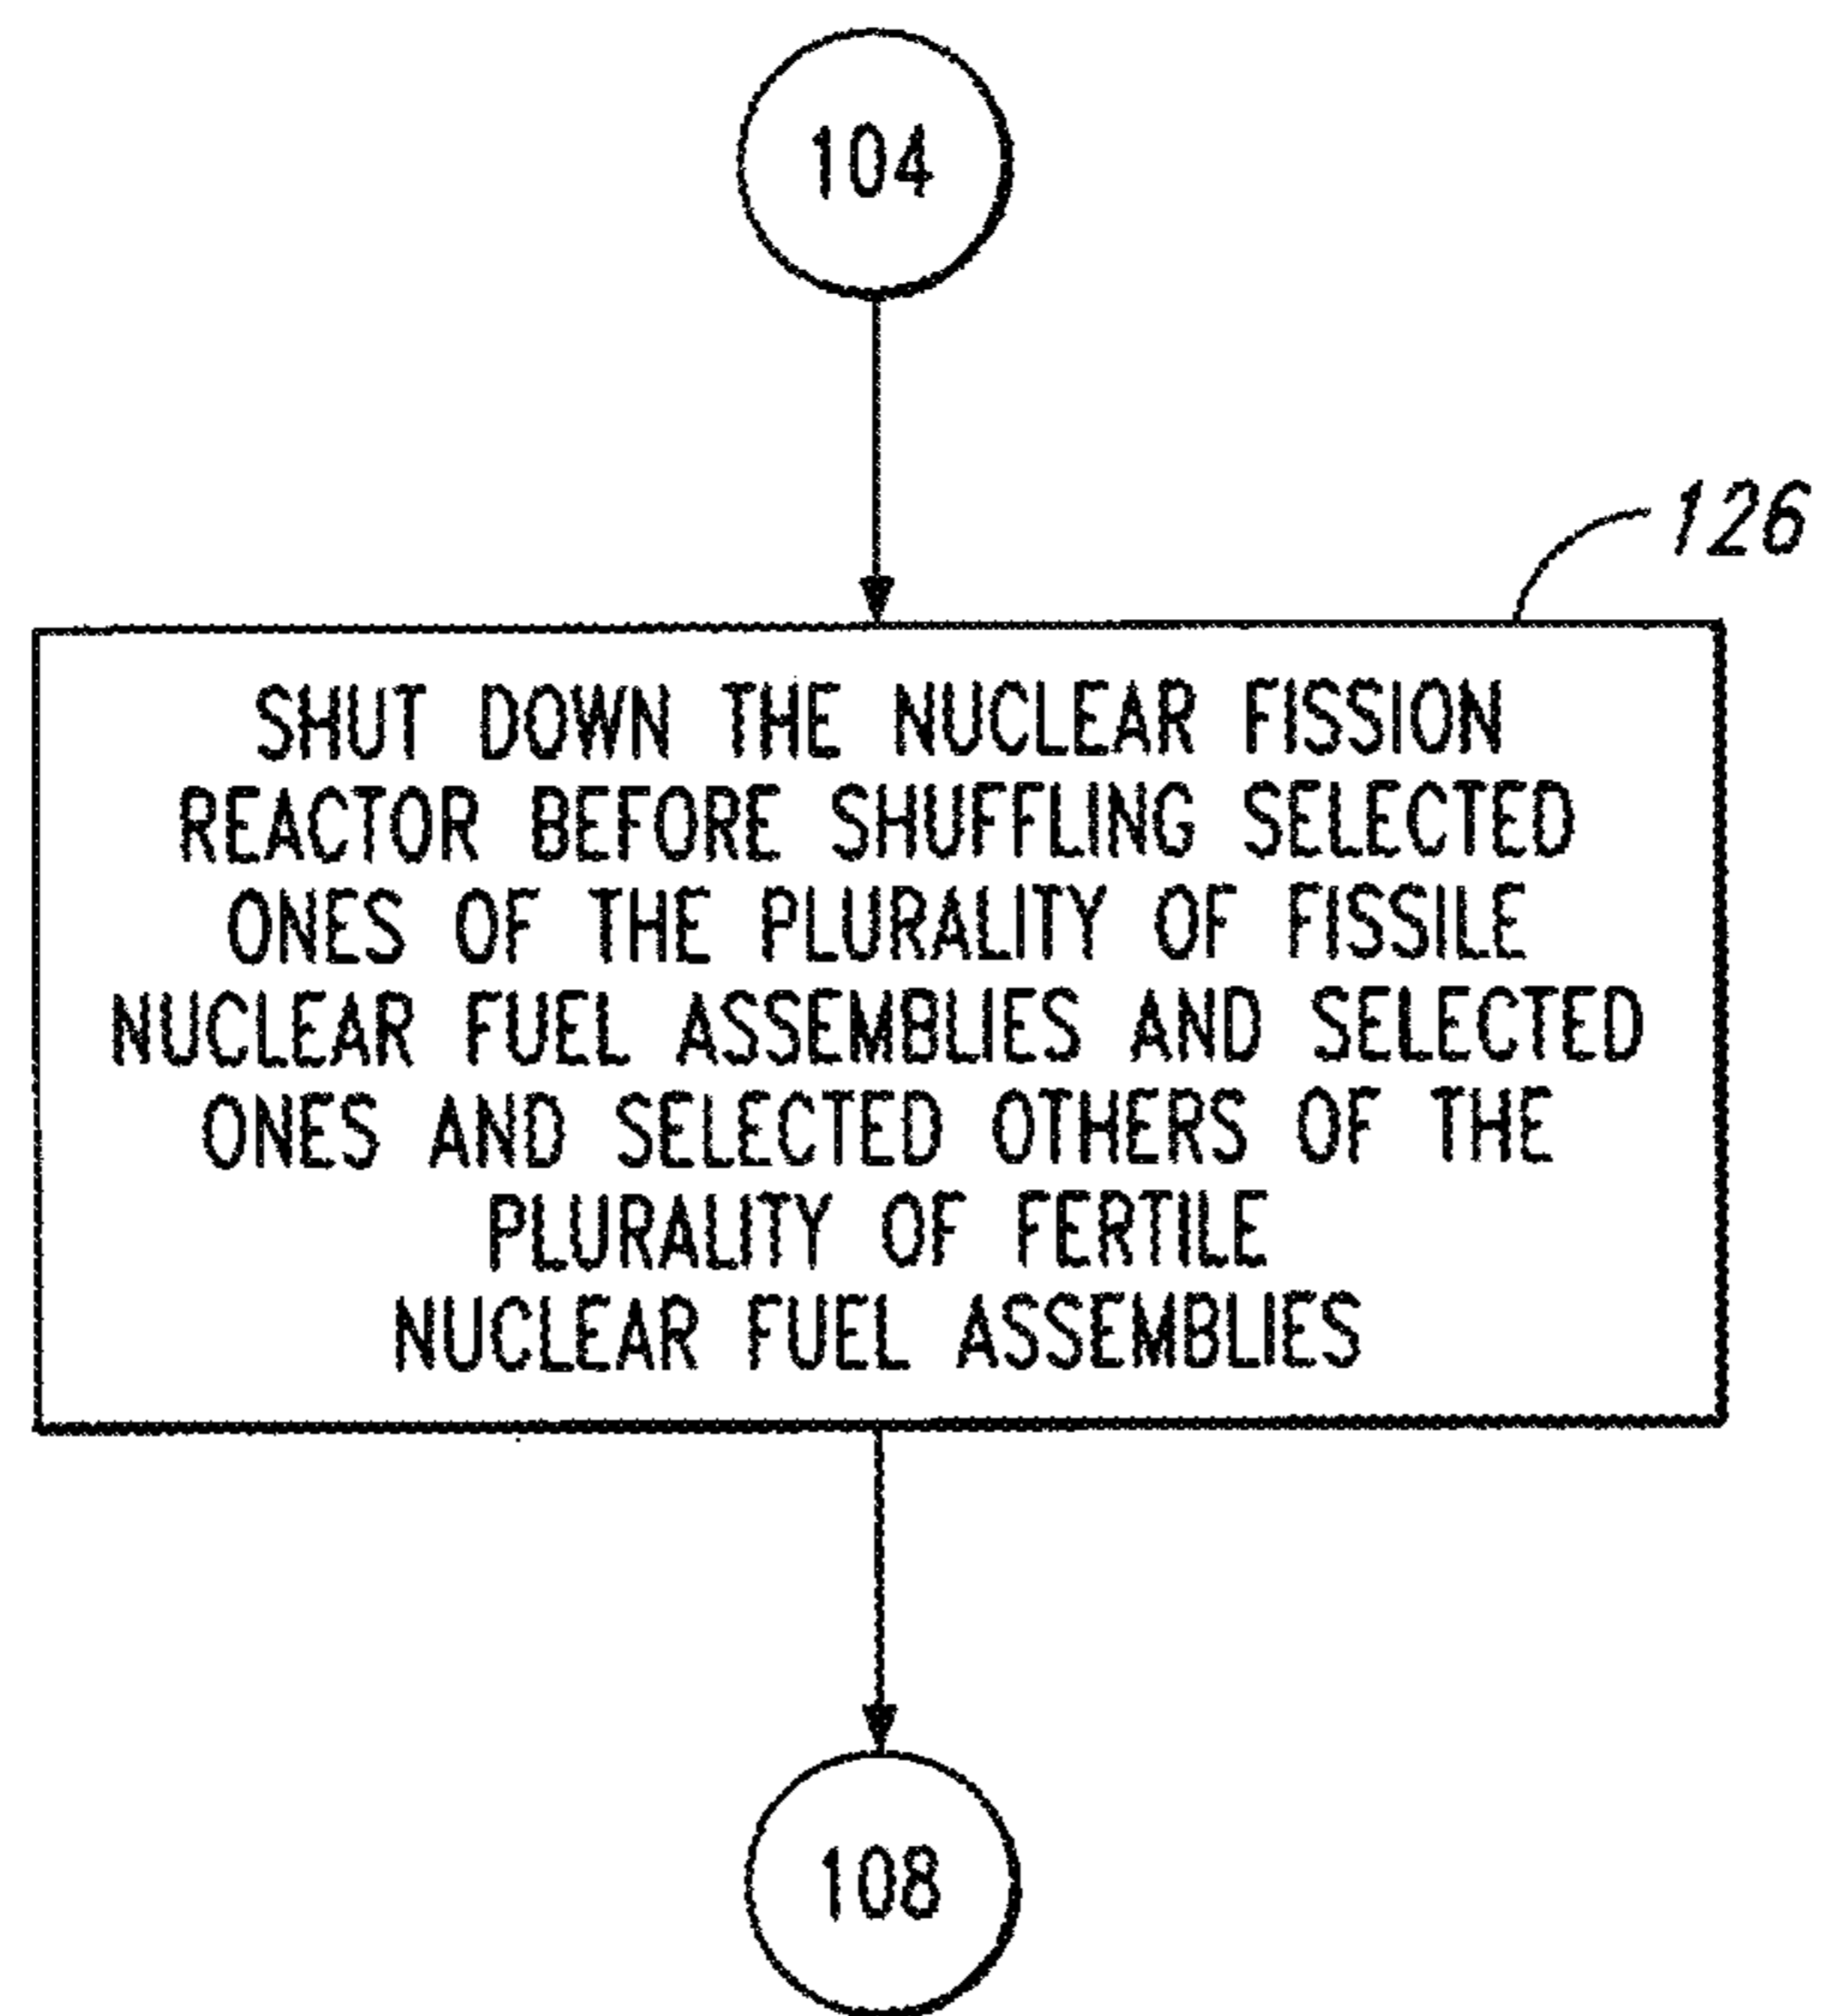 104
126
SHUT DOWN THE NUCLEAR FISSION
REACTOR BEFORE SHUFFLING SELECTED
ONES OF THE PLURALITY OF FISSILE
NUCLEAR FUEL ASSEMBLIES AND SELECTED
ONES AND SELECTED OTHERS OF THE
PLURALITY OF FERTILE
NUCLEAR FUEL ASSEMBLIES
108